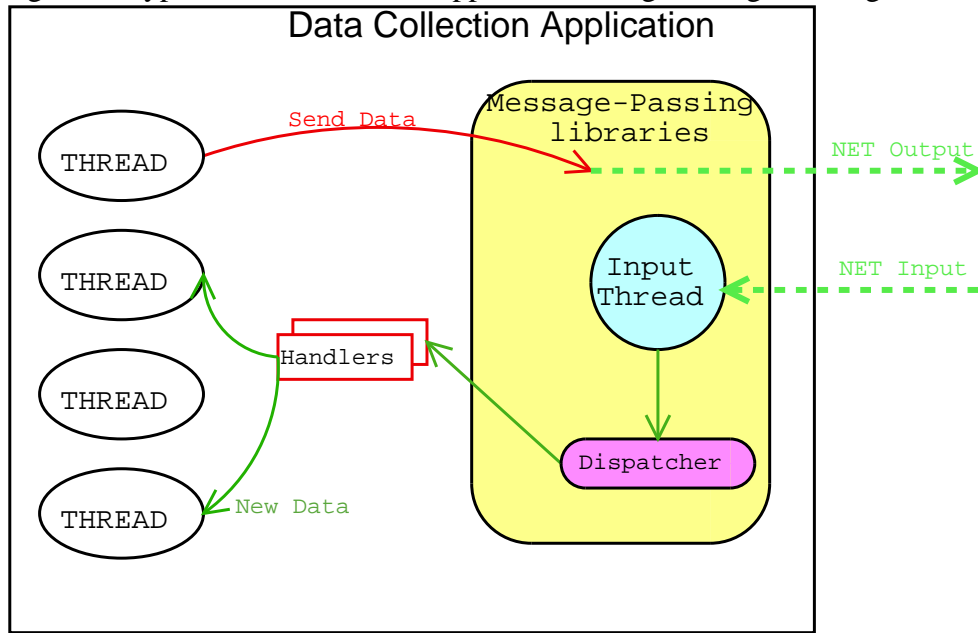 Data Collection Application
Message-Passing
libraries
Send Data
THREAD
NET Output
THREAD
Input
Thread
NET Input
Handlers
THREAD
Dispatcher
THREAD
New Data